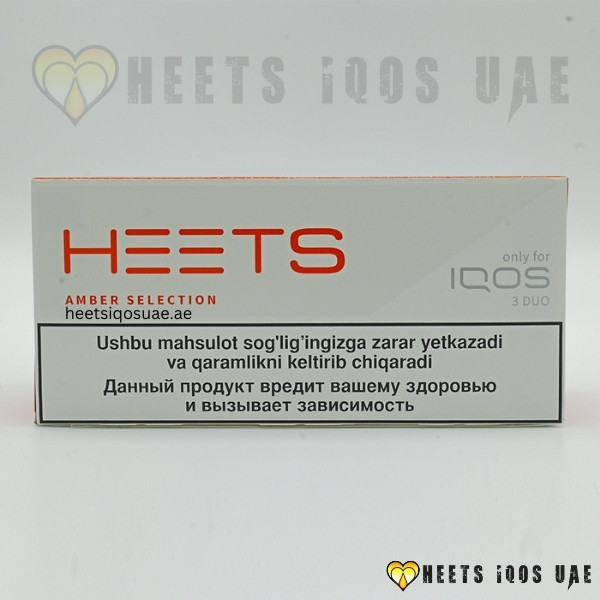 HEETS iQOS UAE
HEETS
only for
IQOS
3 DUO
AMBER SELECTION
heetsiqosuae.ae
Ushbu mahsulot sog'lig'ingizga zarar yetkazadi
va qaramlikni keltirib chiqaradi
Данный продукт вредит вашему здоровью
и вызывает зависимость
HEETS iQOS UAE